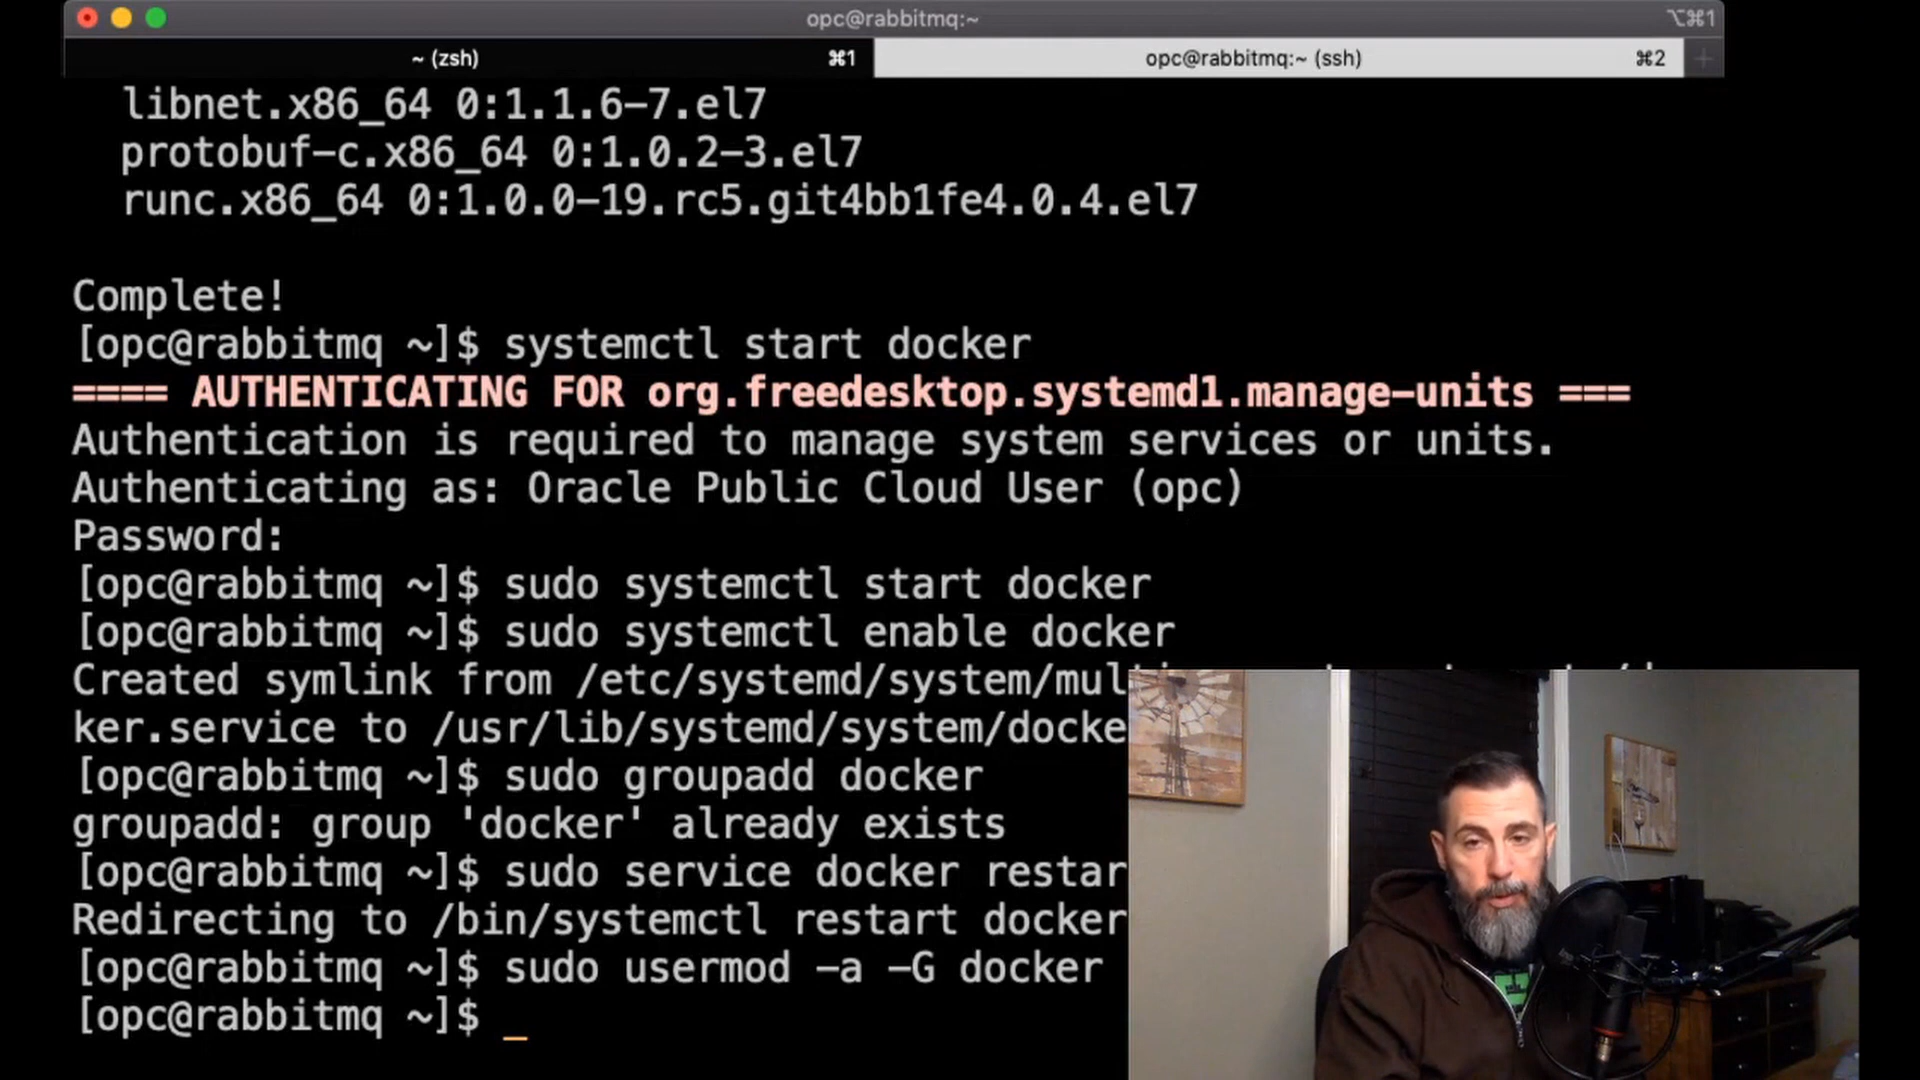 opc@rabbitmq:~ ⌥⌘1
~ (zsh) ⌘1 opc@rabbitmq:~ (ssh) ⌘2 +
libnet.x86_64 0:1.1.6-7.el7
protobuf-c.x86_64 0:1.0.2-3.el7
runc.x86_64 0:1.0.0-19.rc5.git4bb1fe4.0.4.el7
Complete!
[opc@rabbitmq ~]$ systemctl start docker
==== AUTHENTICATING FOR org.freedesktop.systemd1.manage-units ===
Authentication is required to manage system services or units.
Authenticating as: Oracle Public Cloud User (opc)
Password:
[opc@rabbitmq ~]$ sudo systemctl start docker
[opc@rabbitmq ~]$ sudo systemctl enable docker
Created symlink from /etc/systemd/system/mul
ker.service to /usr/lib/systemd/system/docke
[opc@rabbitmq ~]$ sudo groupadd docker
groupadd: group 'docker' already exists
[opc@rabbitmq ~]$ sudo service docker restar
Redirecting to /bin/systemctl restart docker
[opc@rabbitmq ~]$ sudo usermod -a -G docker
[opc@rabbitmq ~]$ _